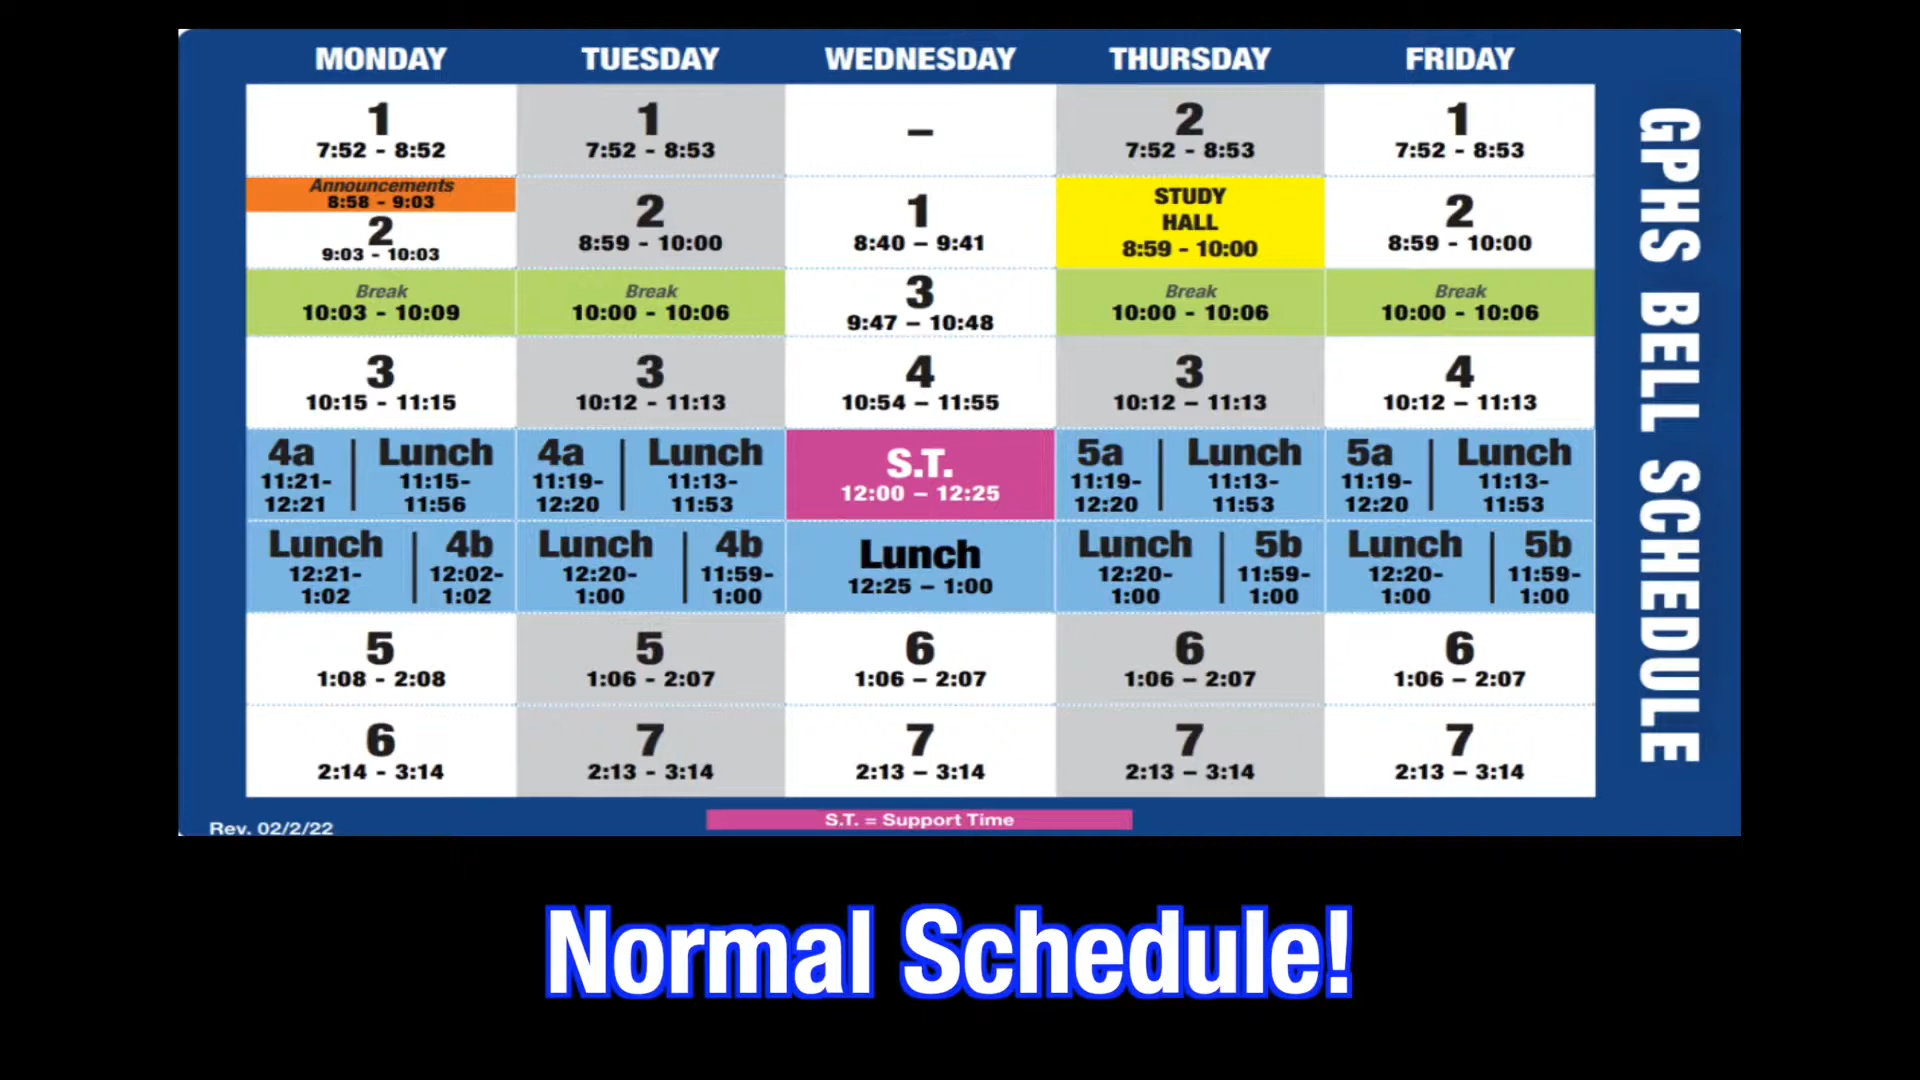 MONDAY TUESDAY WEDNESDAY THURSDAY FRIDAY
1 1 – 2 1
7:52 - 8:52 7:52 - 8:53 7:52 - 8:53 7:52 - 8:53
Announcements
8:58 - 9:03
2 2 1 STUDY HALL 2
9:03 - 10:03 8:59 - 10:00 8:40 – 9:41 8:59 - 10:00 8:59 - 10:00
Break Break 3 Break Break
10:03 - 10:09 10:00 - 10:06 9:47 – 10:48 10:00 - 10:06 10:00 - 10:06
3 3 4 3 4
10:15 - 11:15 10:12 - 11:13 10:54 – 11:55 10:12 – 11:13 10:12 – 11:13
4a | Lunch 4a | Lunch S.T. 5a | Lunch 5a | Lunch
11:21- 11:15- 11:19- 11:13- 12:00 – 12:25 11:19- 11:13- 11:19- 11:13-
12:21 11:56 12:20 11:53 12:20 11:53 12:20 11:53
Lunch | 4b Lunch | 4b Lunch Lunch | 5b Lunch | 5b
12:21- 12:02- 12:20- 11:59- 12:25 – 1:00 12:20- 11:59- 12:20- 11:59-
1:02 1:02 1:00 1:00 1:00 1:00 1:00 1:00
5 5 6 6 6
1:08 - 2:08 1:06 - 2:07 1:06 – 2:07 1:06 – 2:07 1:06 – 2:07
6 7 7 7 7
2:14 - 3:14 2:13 - 3:14 2:13 – 3:14 2:13 – 3:14 2:13 – 3:14
GPHS BELL SCHEDULE
S.T. = Support Time
Rev. 02/2/22
Normal Schedule!